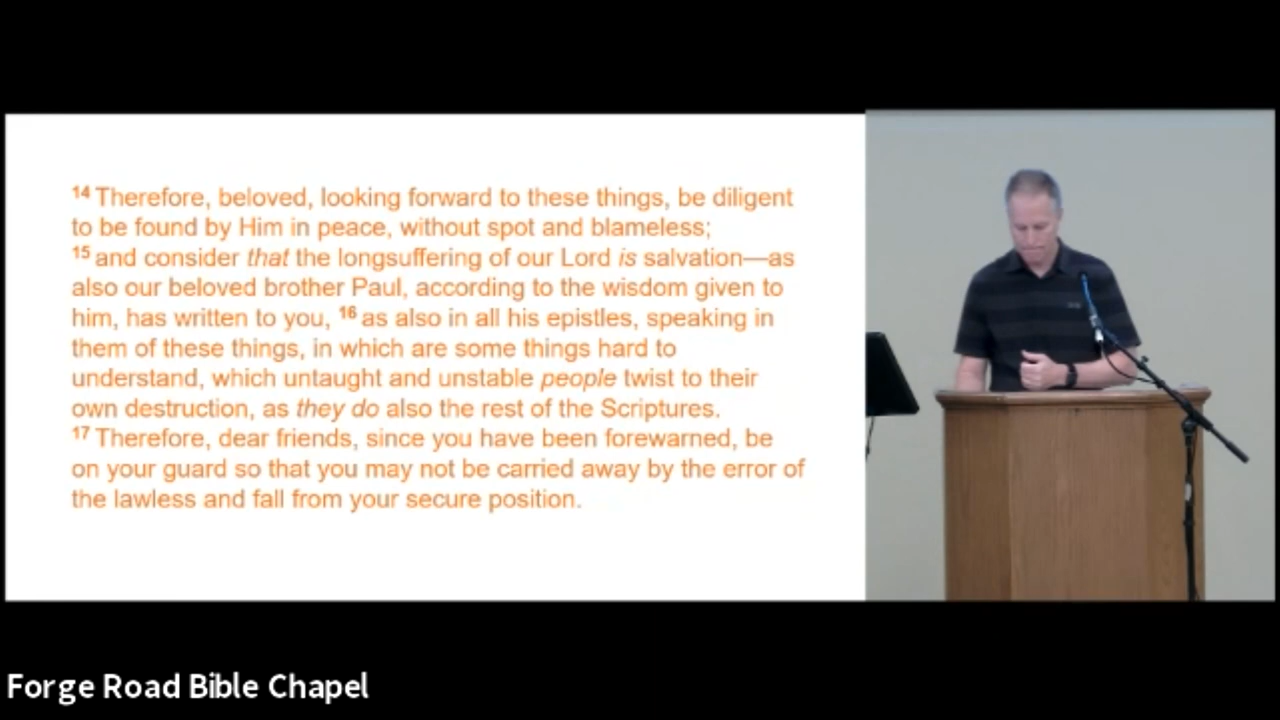 14 Therefore, beloved, looking forward to these things, be diligent
to be found by Him in peace, without spot and blameless;
15 and consider that the longsuffering of our Lord is salvation—as
also our beloved brother Paul, according to the wisdom given to
him, has written to you, 16 as also in all his epistles, speaking in
them of these things, in which are some things hard to
understand, which untaught and unstable people twist to their
own destruction, as they do also the rest of the Scriptures.
17 Therefore, dear friends, since you have been forewarned, be
on your guard so that you may not be carried away by the error of
the lawless and fall from your secure position.
Forge Road Bible Chapel